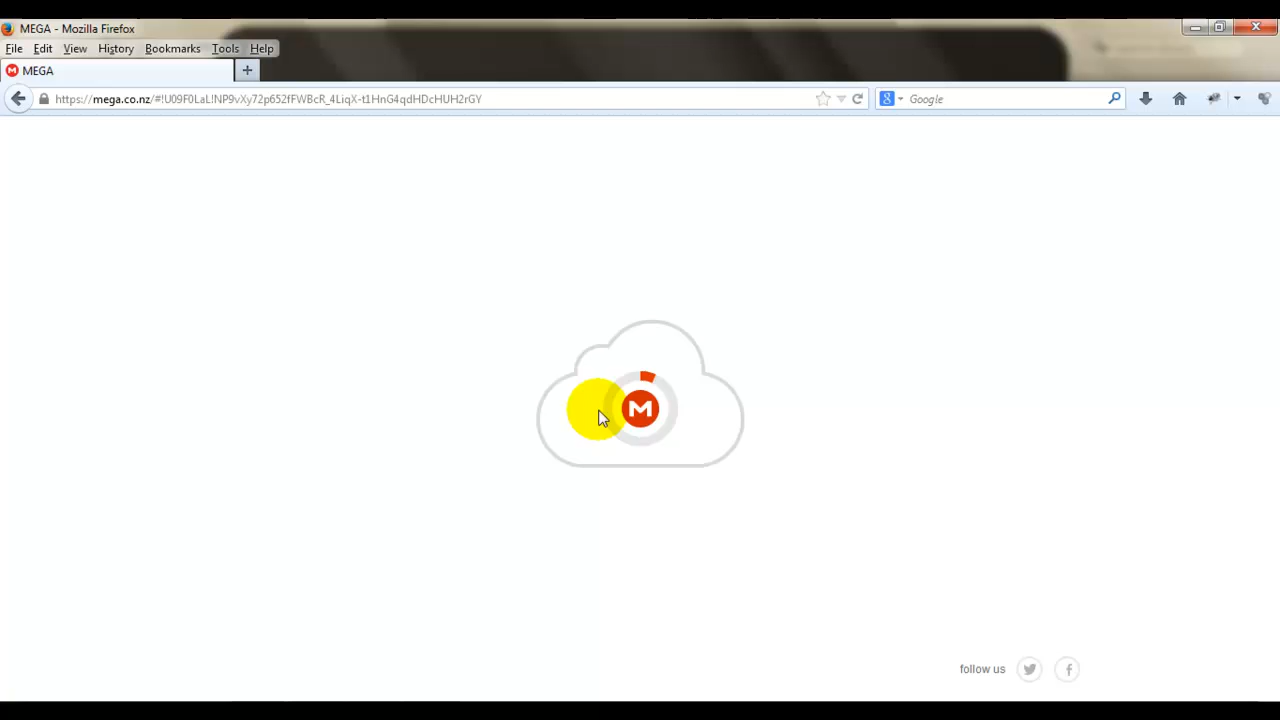 MEGA - Mozilla Firefox
File Edit View History Bookmarks Tools Help
MEGA
https://mega.co.nz/#!U09F0LaL!NP9vXy72p652fFWBcR_4LiqX-t1HnG4qdHDcHUH2rGY
Google
M
follow us